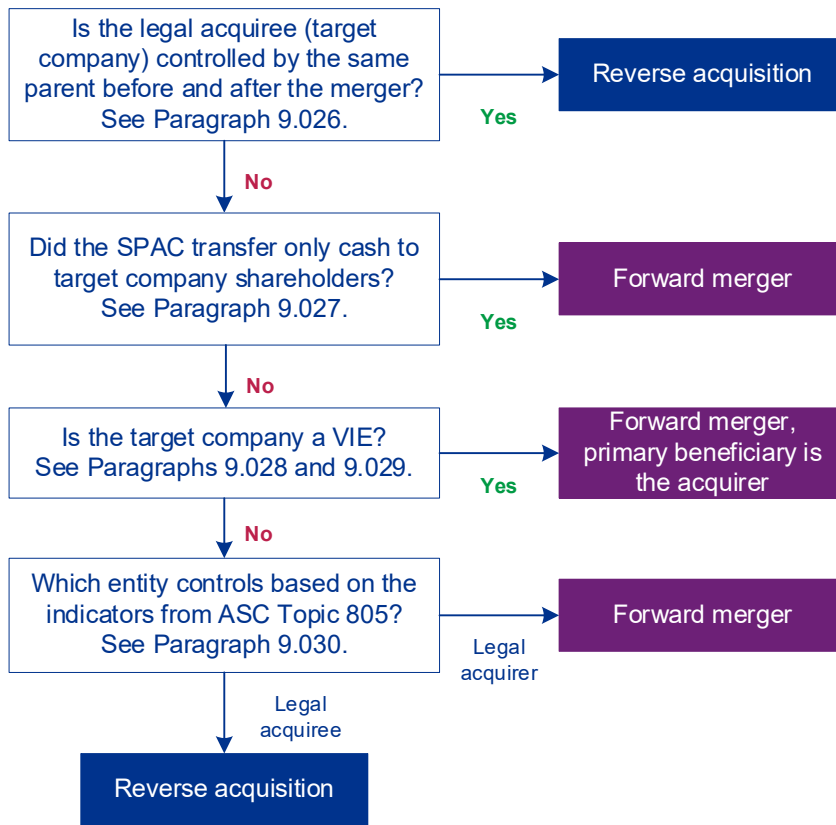 Is the legal acquiree (target
company) controlled by the same
parent before and after the merger?
See Paragraph 9.026.
Yes
Reverse acquisition
No
Did the SPAC transfer only cash to
target company shareholders?
See Paragraph 9.027.
Yes
Forward merger
No
Is the target company a VIE?
See Paragraphs 9.028 and 9.029.
Yes
Forward merger,
primary beneficiary is
the acquirer
No
Which entity controls based on the
indicators from ASC Topic 805?
See Paragraph 9.030.
Legal
acquirer
Forward merger
Legal
acquiree
Reverse acquisition